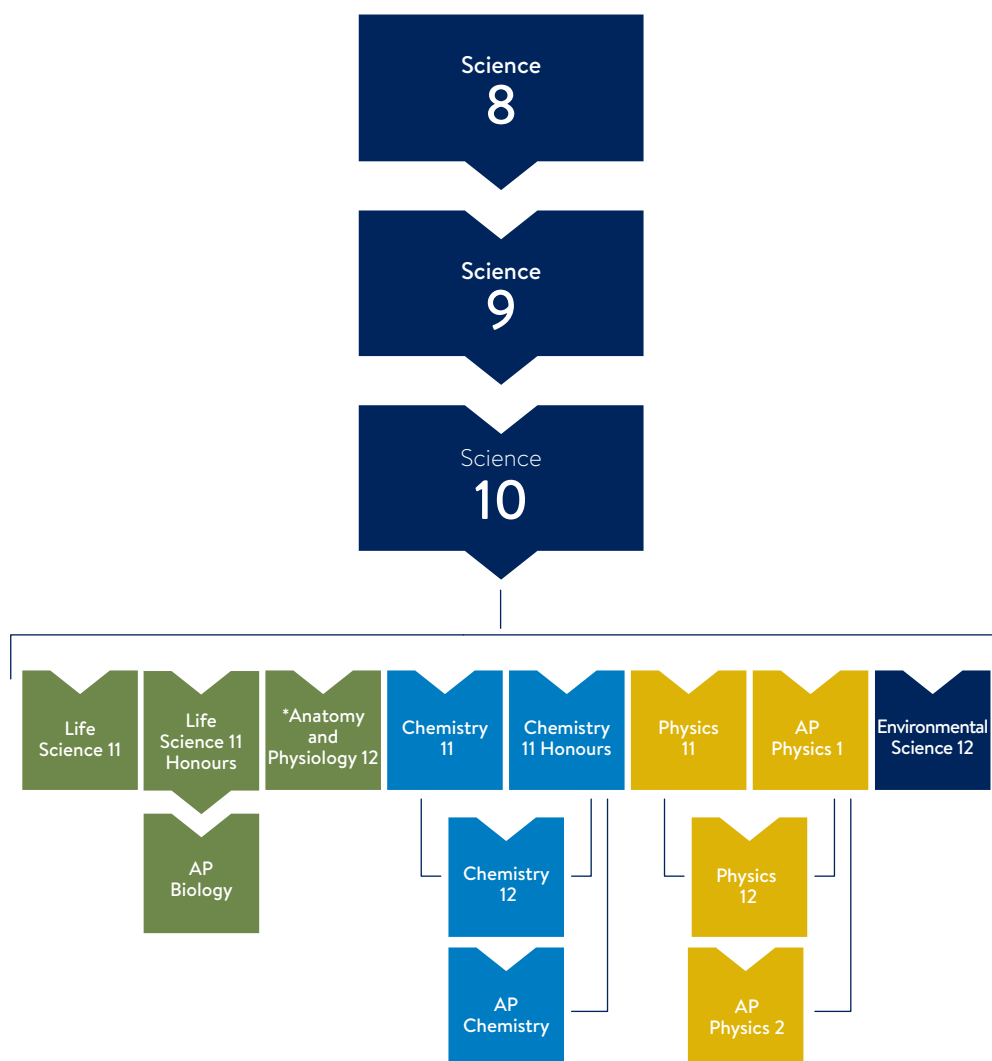 Science
8
Science
9
Science
10
Life
Science 11
Life
Science 11
Honours
*Anatomy
and
Physiology 12
Chemistry
11
Chemistry
11 Honours
Physics
11
AP
Physics 1
Environmental
Science 12
AP
Biology
Chemistry
12
Physics
12
AP
Chemistry
AP
Physics 2